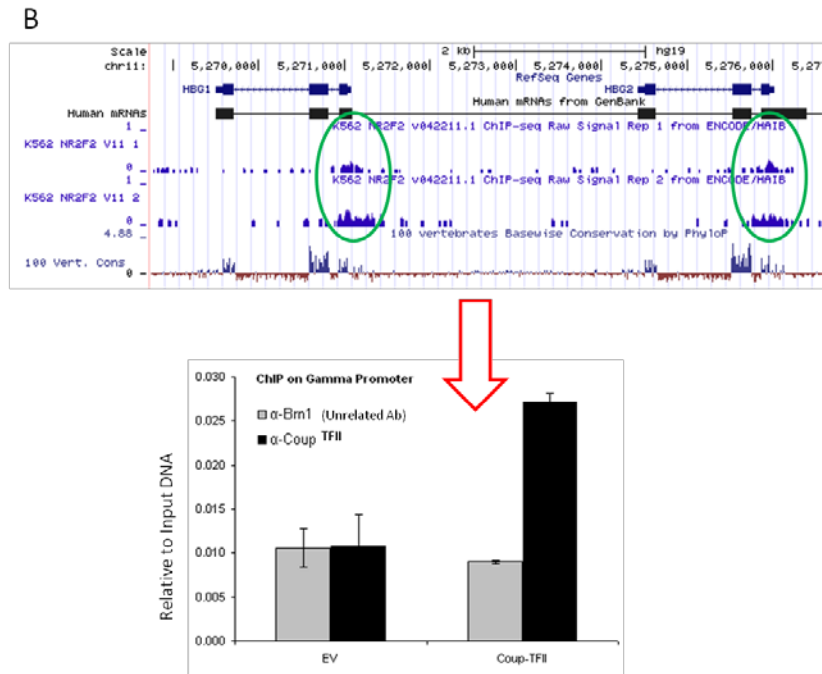 B
Scale 2 kb hg19
chr11: 5,270,000 5,271,000 5,272,000 5,273,000 5,274,000 5,275,000 5,276,000 5,27
RefSeq Genes
HBG1 HBG2
Human mRNAs from GenBank
Human mRNAs
K562 NR2F2 v042211.1 ChIP-seq Raw Signal Rep 1 from ENCODE/HAIB
1
K562 NR2F2 V11 1
0
K562 NR2F2 v042211.1 ChIP-seq Raw Signal Rep 2 from ENCODE/HAIB
1
K562 NR2F2 V11 2
0
100 vertebrates Basewise Conservation by PhyloP
4.88
100 Vert. Cons
0
ChIP on Gamma Promoter
α-Brn1 (Unrelated Ab)
α-Coup TFII
Relative to Input DNA
0.030
0.025
0.020
0.015
0.010
0.005
0.000
EV Coup-TFII